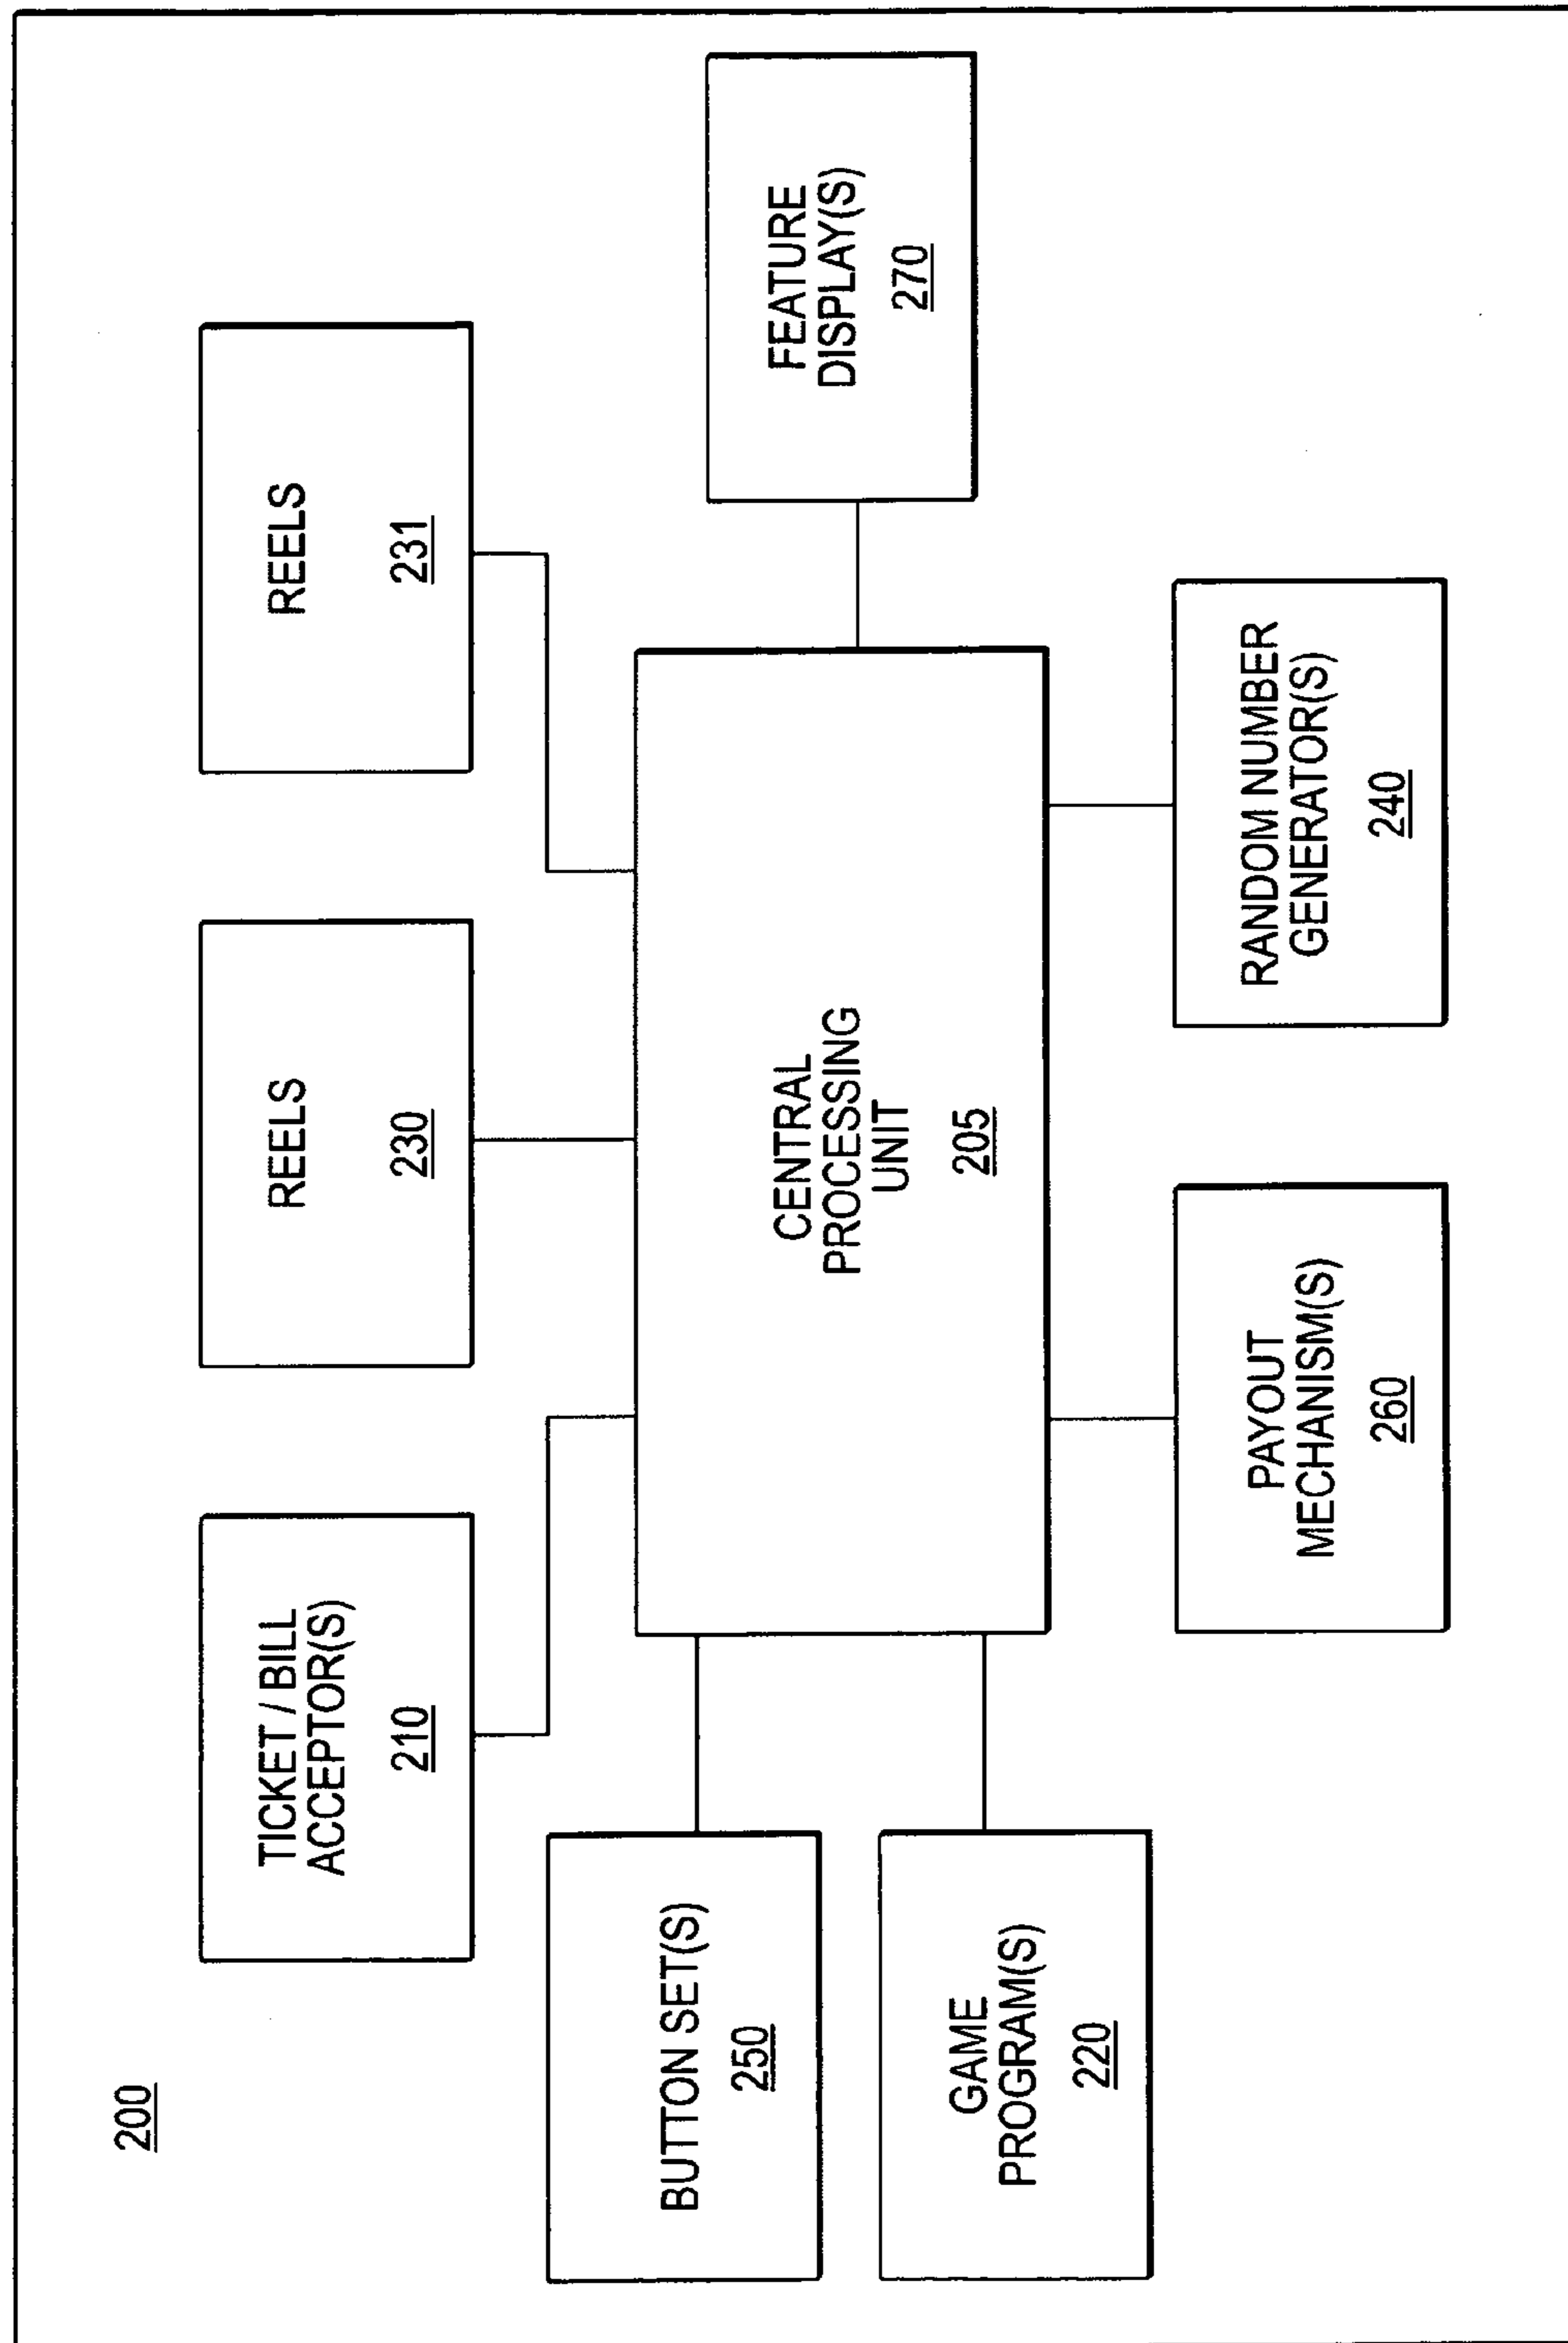 200
TICKET / BILL
ACCEPTOR(S)
210
REELS
230
REELS
231
BUTTON SET(S)
250
CENTRAL
PROCESSING
UNIT
205
FEATURE
DISPLAY(S)
270
GAME
PROGRAM(S)
220
PAYOUT
MECHANISM(S)
260
RANDOM NUMBER
GENERATOR(S)
240